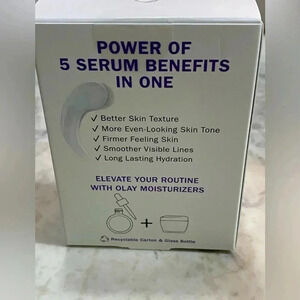 POWER OF
5 SERUM BENEFITS
IN ONE
✓ Better Skin Texture
✓ More Even-Looking Skin Tone
✓ Firmer Feeling Skin
✓ Smoother Visible Lines
✓ Long Lasting Hydration
ELEVATE YOUR ROUTINE
WITH OLAY MOISTURIZERS
+
Recyclable Carton & Glass Bottle